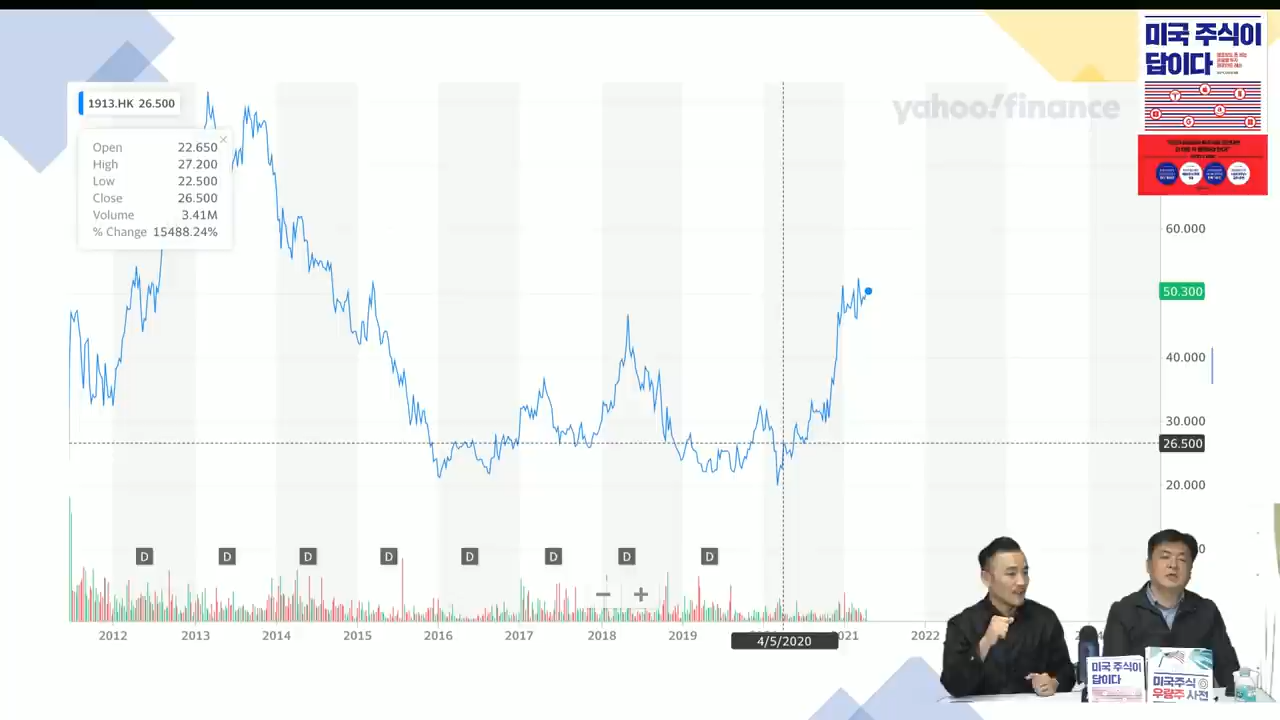 1913.HK 26.500
Open 22.650
High 27.200
Low 22.500
Close 26.500
Volume 3.41M
% Change 15488.24%
yahoo!finance
미국 주식이
답이다
60.000
50.300
40.000
30.000
26.500
20.000
D D D D D D D D
2012 2013 2014 2015 2016 2017 2018 2019 4/5/2020 2021 2022
미국 주식이
답이다
미국주식
우량주 사전